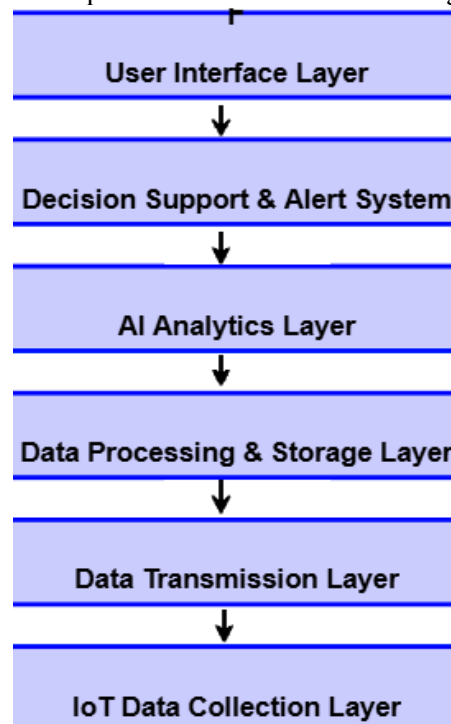 User Interface Layer
Decision Support & Alert System
AI Analytics Layer
Data Processing & Storage Layer
Data Transmission Layer
IoT Data Collection Layer